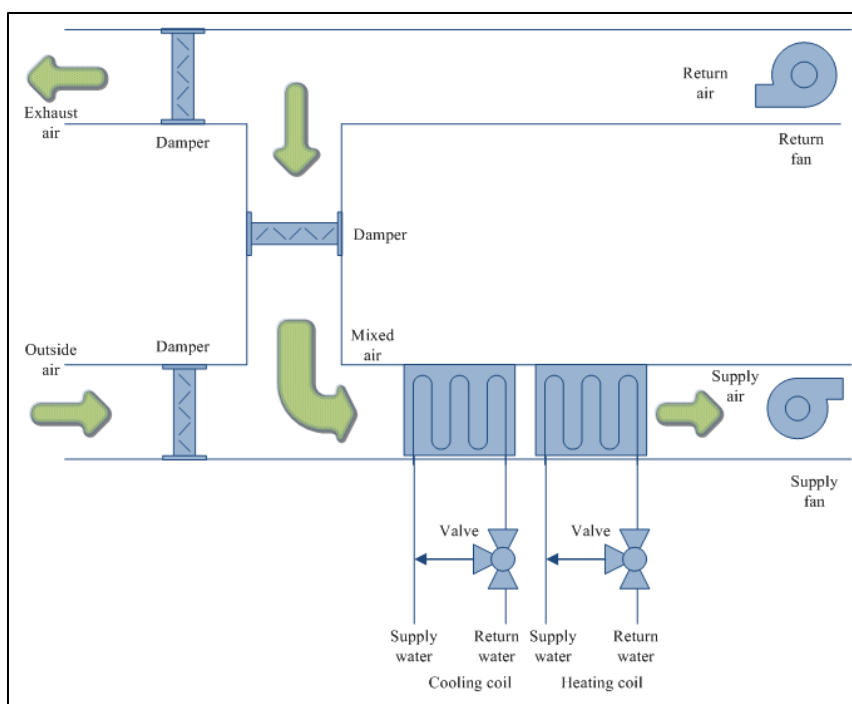 Return
air
Exhaust
air
Damper
Return
fan
Damper
Outside
air
Damper
Mixed
air
Supply
air
Supply
fan
Valve
Valve
Supply
water
Return
water
Supply
water
Return
water
Cooling coil
Heating coil